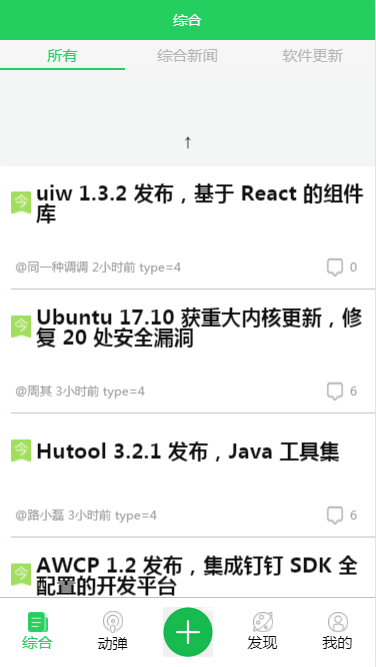 综合
所有 综合新闻 软件更新
↑
今 uiw 1.3.2 发布，基于 React 的组件
库
@同一种调调 2小时前 type=4 0
今 Ubuntu 17.10 获重大内核更新，修
复 20 处安全漏洞
@周其 3小时前 type=4 6
今 Hutool 3.2.1 发布，Java 工具集
@路小磊 3小时前 type=4 6
今 AWCP 1.2 发布，集成钉钉 SDK 全
配置的开发平台
综合 动弹 发现 我的